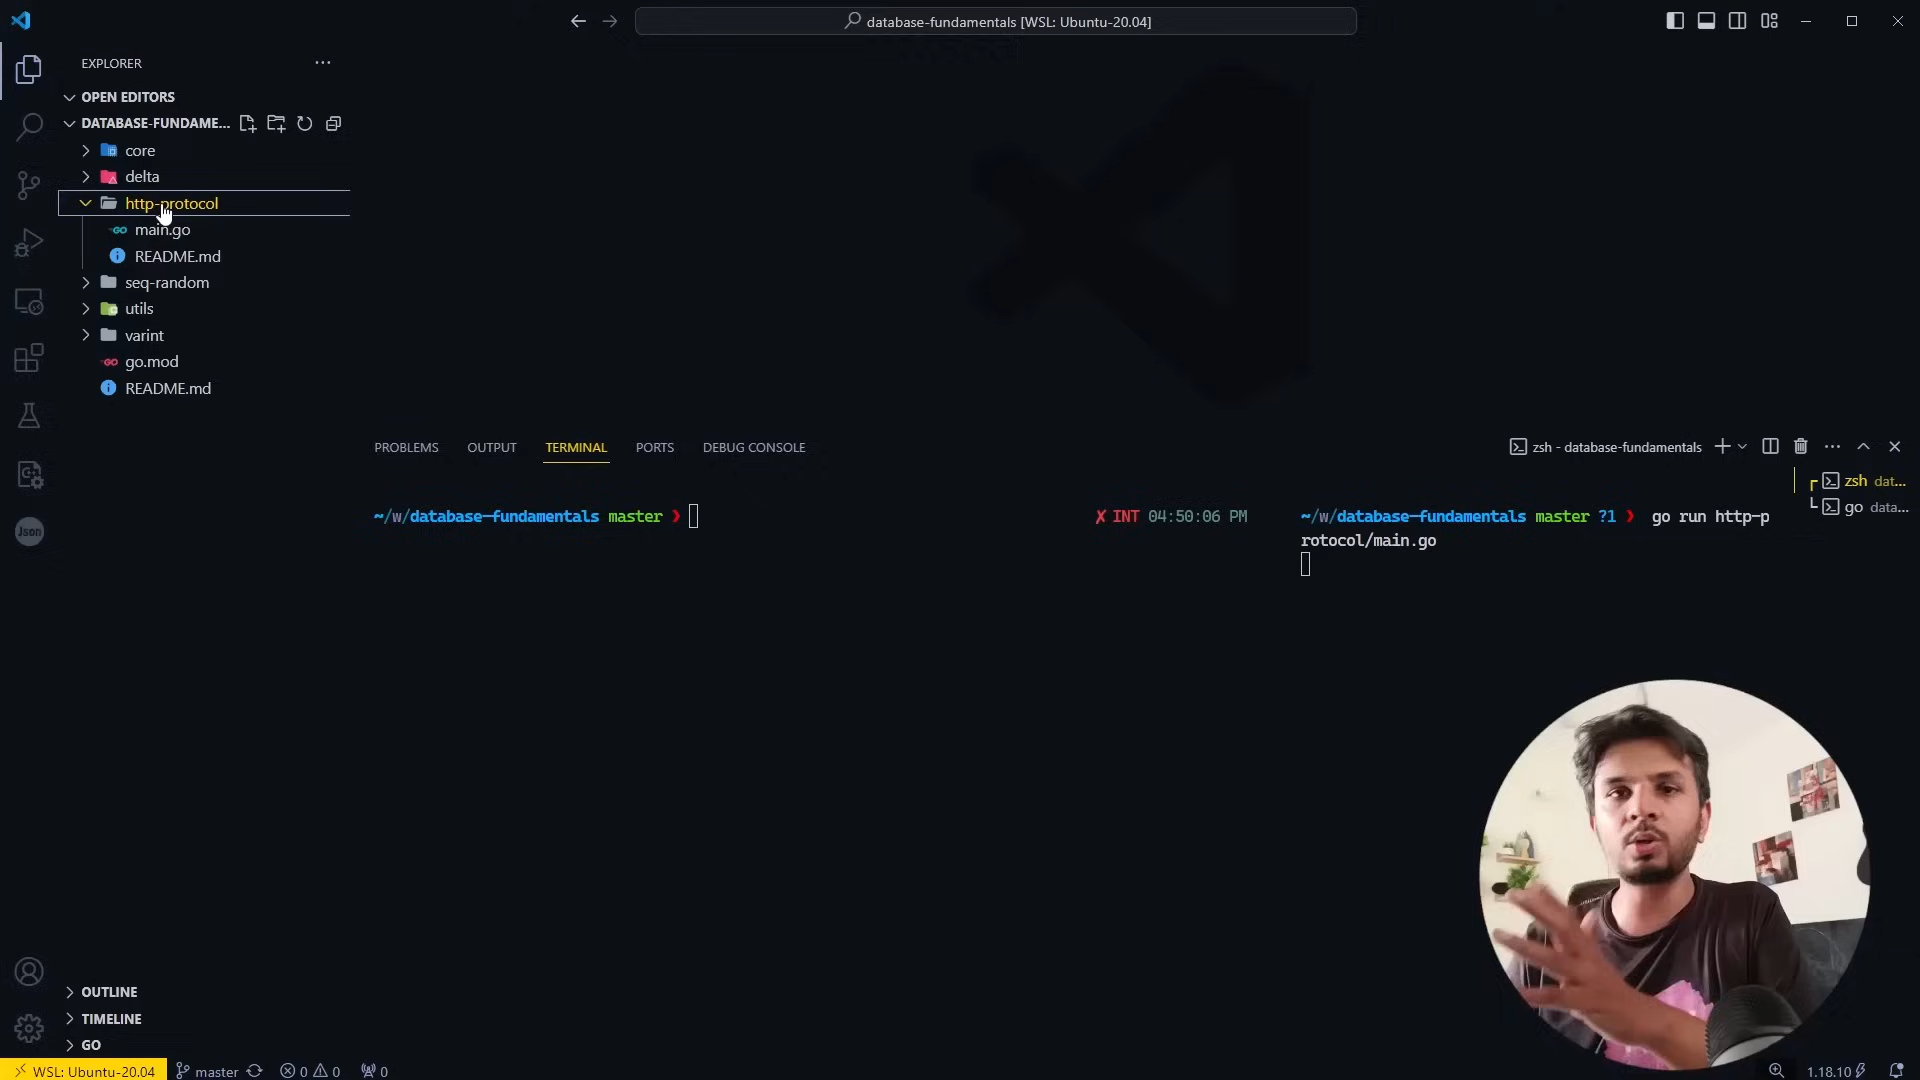 database-fundamentals [WSL: Ubuntu-20.04]
EXPLORER
OPEN EDITORS
DATABASE-FUNDAME...
core
delta
http-protocol
main.go
README.md
seq-random
utils
varint
GO go.mod
README.md
PROBLEMS OUTPUT TERMINAL PORTS DEBUG CONSOLE
zsh - database-fundamentals
zsh dat...
go data...
~/w/database-fundamentals master ❯
✗ INT 04:50:06 PM
~/w/database-fundamentals master ?1 ❯ go run http-p
rotocol/main.go
Json
OUTLINE
TIMELINE
GO
WSL: Ubuntu-20.04 master 0 0 0
1.18.10